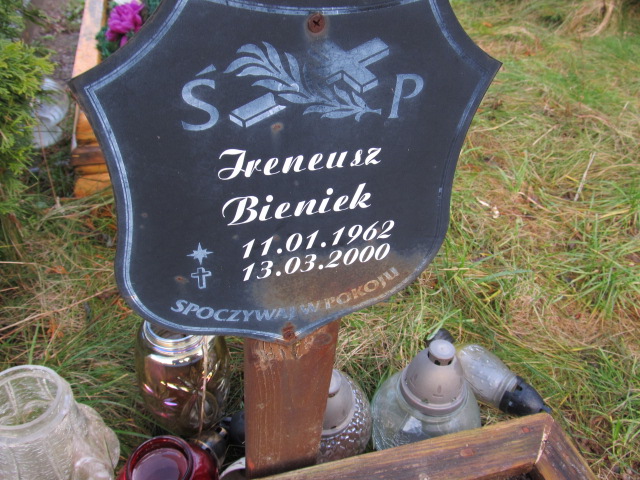 Ś P
Ireneusz
Bieniek
11.01.1962
13.03.2000
SPOCZYWAJ W POKOJU